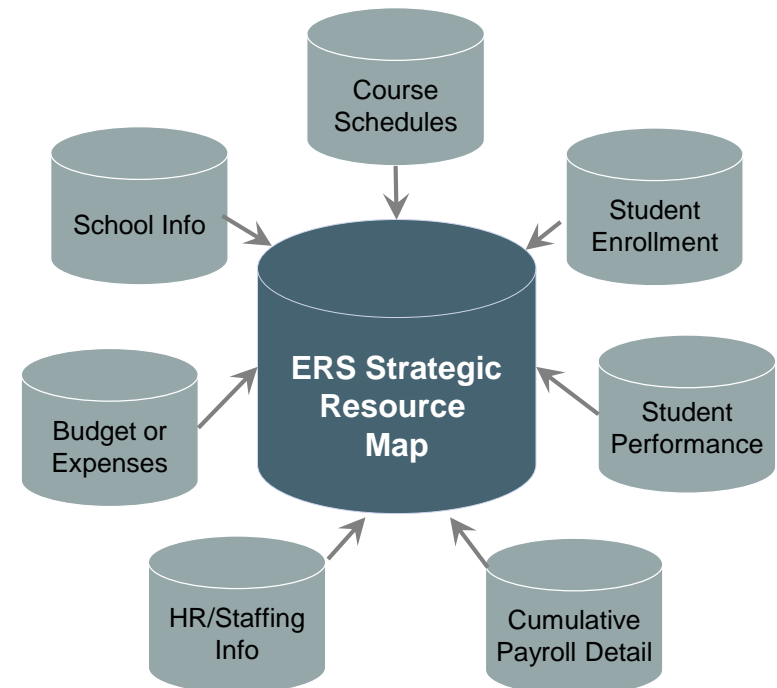 Course
Schedules
School Info
Student
Enrollment
ERS Strategic
Resource
Map
Budget or
Expenses
Student
Performance
HR/Staffing
Info
Cumulative
Payroll Detail